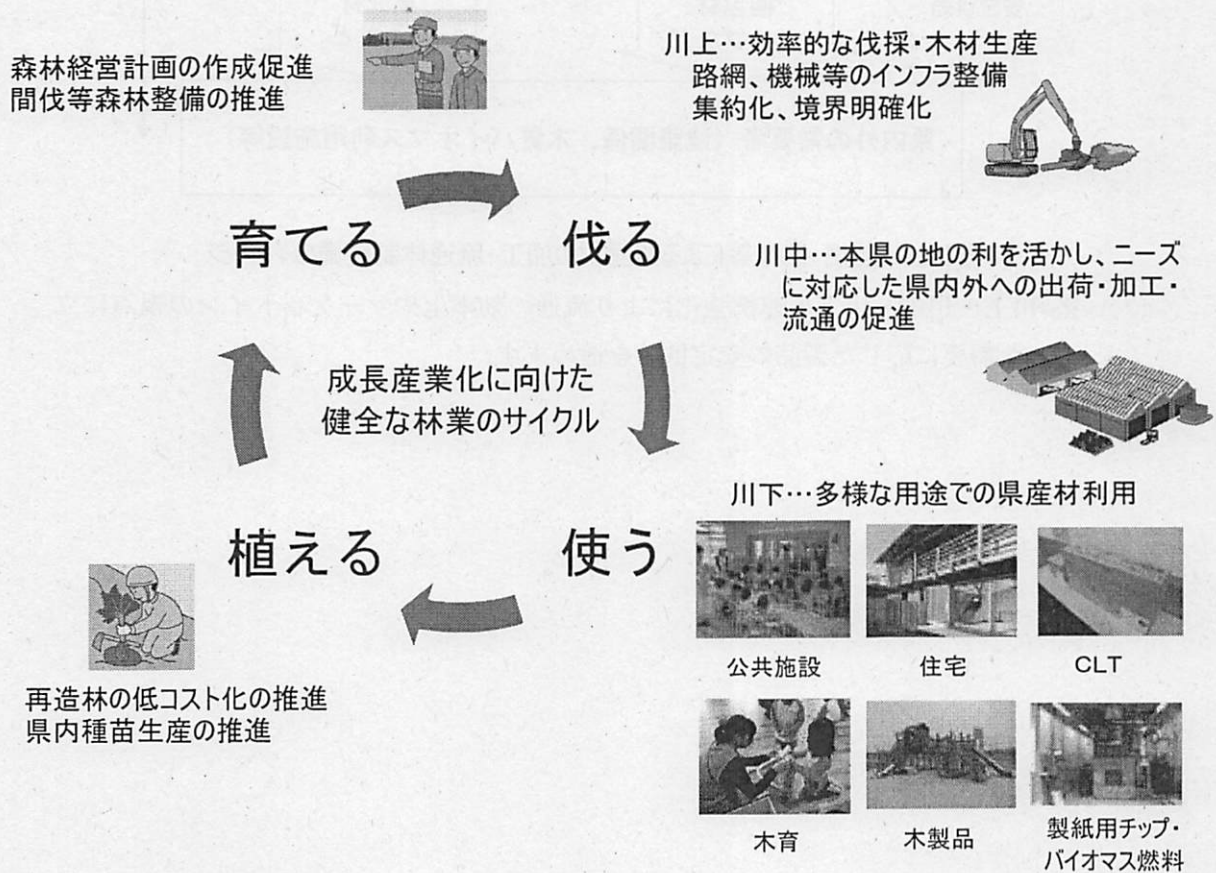 森林経営計画の作成促進
間伐等森林整備の推進
川上…効率的な伐採・木材生産
路網、機械等のインフラ整備
集約化、境界明確化
育てる
伐る
川中…本県の地の利を活かし、ニーズ
に対応した県内外への出荷・加工・
流通の促進
成長産業化に向けた
健全な林業のサイクル
川下…多様な用途での県産材利用
植える
使う
公共施設
住宅
CLT
再造林の低コスト化の推進
県内種苗生産の推進
木育
木製品
製紙用チップ・
バイオマス燃料